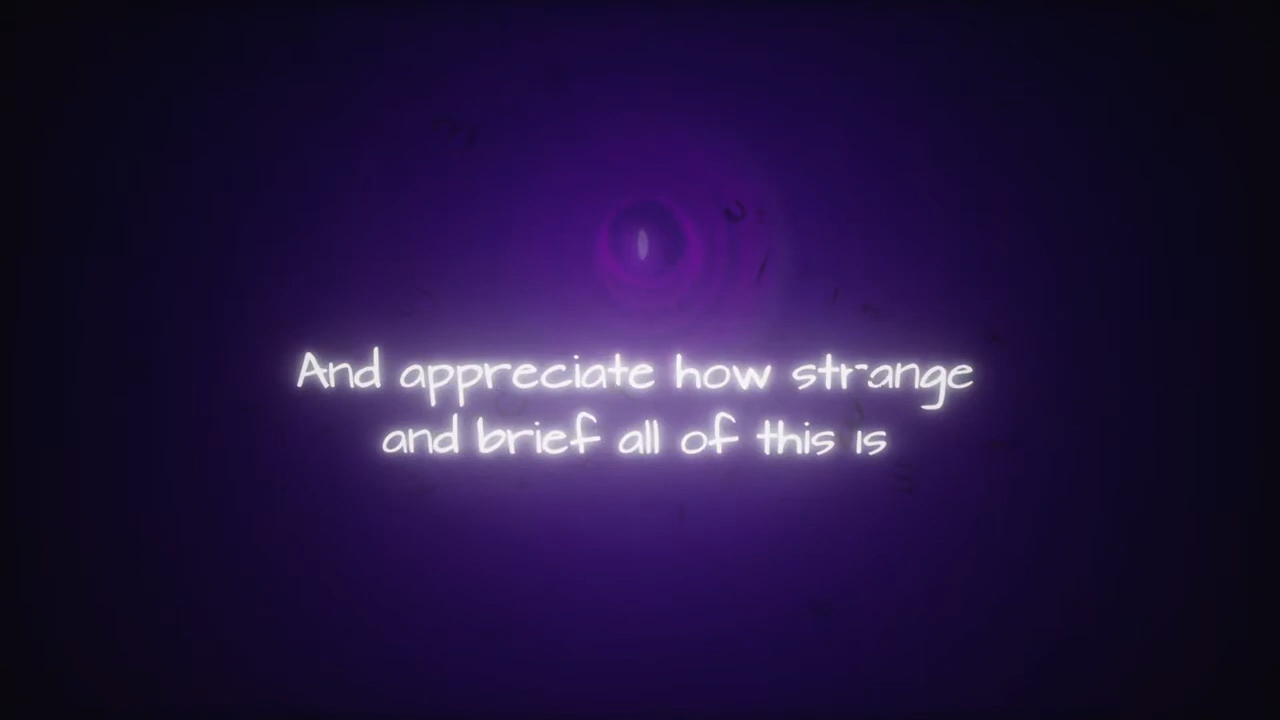 And appreciate how strange
and brief all of this is